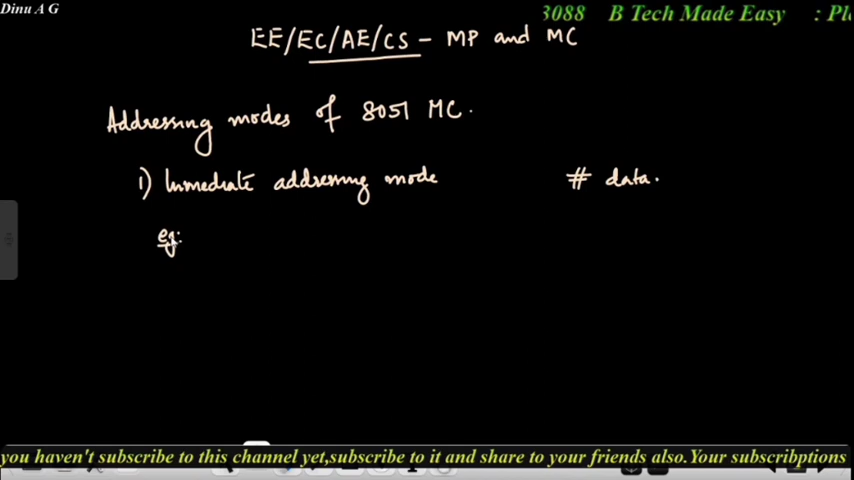 Dinu A G
3088 B Tech Made Easy : Pl
EE/EC/AE/CS - MP and MC
Addressing modes of 8051 MC.
1) Immediate addressing mode # data.
eg:
you haven't subscribe to this channel yet,subscribe to it and share to your friends also.Your subscribptions